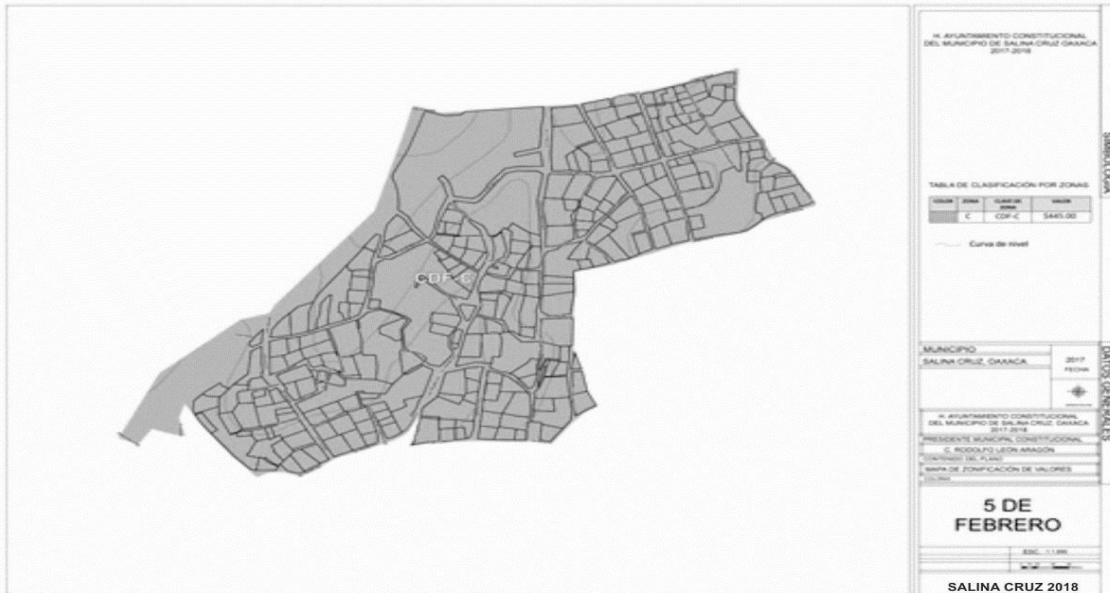 H. AYUNTAMIENTO CONSTITUCIONAL
DEL MUNICIPIO DE SALINA CRUZ OAXACA
2017-2018
SIMBOLOGIA
TABLA DE CLASIFICACIÓN POR ZONAS
COLOR ZONA CLAVE DE ZONA VALOR
C CDF-C $445.00
Curva de nivel
CDF-C
DATOS GENERALES
MUNICIPIO
SALINA CRUZ, OAXACA
2017
FECHA
H. AYUNTAMIENTO CONSTITUCIONAL
DEL MUNICIPIO DE SALINA CRUZ, OAXACA
2017-2018
PRESIDENTE MUNICIPAL CONSTITUCIONAL
C. RODOLFO LEÓN ARAGÓN
CONTENIDO DEL PLANO
MAPA DE ZONIFICACIÓN DE VALORES
COLONIA
5 DE
FEBRERO
ESC.
SALINA CRUZ 2018